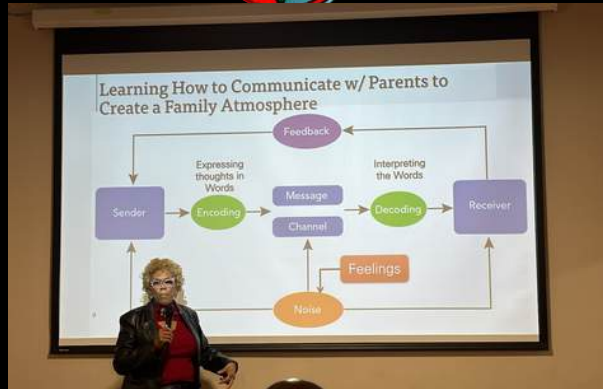 Learning How to Communicate w/ Parents to
Create a Family Atmosphere
Feedback
Expressing
thoughts in
Words
Interpreting
the Words
Sender
Encoding
Message
Channel
Decoding
Receiver
Feelings
Noise